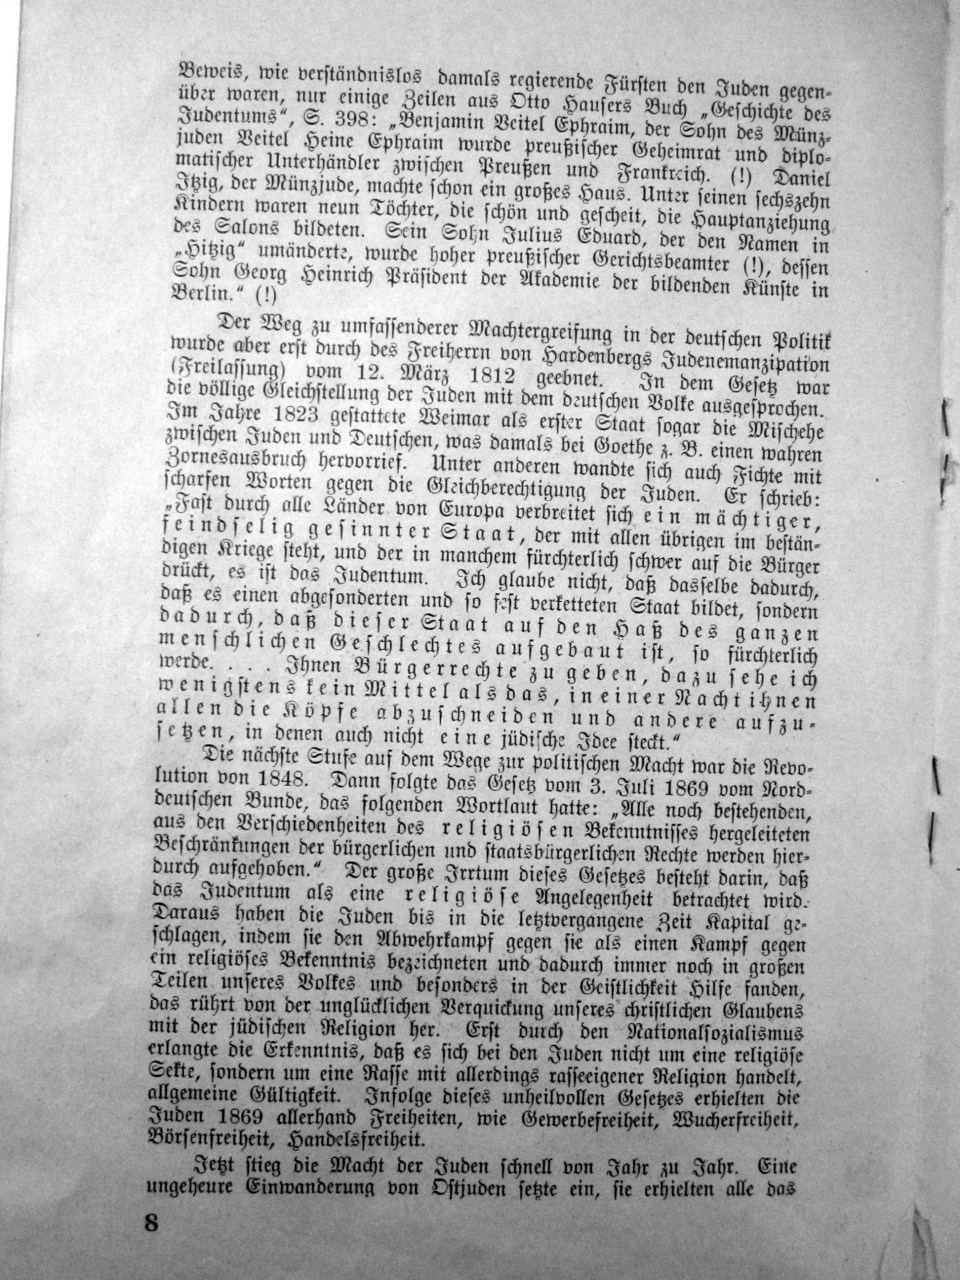 Beweis, wie verständnislos damals regierende Fürsten den Juden gegen-
über waren, nur einige Zeilen aus Otto Hausers Buch „Geschichte des
Judentums“, S. 398: „Benjamin Veitel Ephraim, der Sohn des Münz-
juden Veitel Heine Ephraim wurde preußischer Geheimrat und diplo-
matischer Unterhändler zwischen Preußen und Frankreich. (!) Daniel
Itzig, der Münzjude, machte schon ein großes Haus. Unter seinen sechszehn
Kindern waren neun Töchter, die schön und gescheit, die Hauptanziehung
des Salons bildeten. Sein Sohn Julius Eduard, der den Namen in
„Hitzig“ umänderte, wurde hoher preußischer Gerichtsbeamter (!), dessen
Sohn Georg Heinrich Präsident der Akademie der bildenden Künste in
Berlin.“ (!)
Der Weg zu umfassenderer Machtergreifung in der deutschen Politik
wurde aber erst durch des Freiherrn von Hardenbergs Judenemanzipation
(Freilassung) vom 12. März 1812 geebnet. In dem Gesetz war
die völlige Gleichstellung der Juden mit dem deutschen Volke ausgesprochen.
Im Jahre 1823 gestattete Weimar als erster Staat sogar die Mischehe
zwischen Juden und Deutschen, was damals bei Goethe z. B. einen wahren
Zornesausbruch hervorrief. Unter anderen wandte sich auch Fichte mit
scharfen Worten gegen die Gleichberechtigung der Juden. Er schrieb:
„Fast durch alle Länder von Europa verbreitet sich ein mächtiger,
feindselig gesinnter Staat, der mit allen übrigen im bestän-
digen Kriege steht, und der in manchem fürchterlich schwer auf die Bürger
drückt, es ist das Judentum. Ich glaube nicht, daß dasselbe dadurch,
daß es einen abgesonderten und so fest verketteten Staat bildet, sondern
dadurch, daß dieser Staat auf den Haß des ganzen
menschlichen Geschlechtes aufgebaut ist, so fürchterlich
werde. . . . Ihnen Bürgerrechte zu geben, dazu sehe ich
wenigstens kein Mittel als das, in einer Nacht ihnen
allen die Köpfe abzuschneiden und andere aufzu-
setzen, in denen auch nicht eine jüdische Idee steckt.“
Die nächste Stufe auf dem Wege zur politischen Macht war die Revo-
lution von 1848. Dann folgte das Gesetz vom 3. Juli 1869 vom Nord-
deutschen Bunde, das folgenden Wortlaut hatte: „Alle noch bestehenden,
aus den Verschiedenheiten des religiösen Bekenntnisses hergeleiteten
Beschränkungen der bürgerlichen und staatsbürgerlichen Rechte werden hier-
durch aufgehoben.“ Der große Irrtum dieses Gesetzes besteht darin, daß
das Judentum als eine religiöse Angelegenheit betrachtet wird.
Daraus haben die Juden bis in die letztvergangene Zeit Kapital ge-
schlagen, indem sie den Abwehrkampf gegen sie als einen Kampf gegen
ein religiöses Bekenntnis bezeichneten und dadurch immer noch in großen
Teilen unseres Volkes und besonders in der Geistlichkeit Hilfe fanden,
das rührt von der unglücklichen Verquickung unseres christlichen Glaubens
mit der jüdischen Religion her. Erst durch den Nationalsozialismus
erlangte die Erkenntnis, daß es sich bei den Juden nicht um eine religiöse
Sekte, sondern um eine Rasse mit allerdings rasseeigener Religion handelt,
allgemeine Gültigkeit. Infolge dieses unheilvollen Gesetzes erhielten die
Juden 1869 allerhand Freiheiten, wie Gewerbefreiheit, Wucherfreiheit,
Börsenfreiheit, Handelsfreiheit.
Jetzt stieg die Macht der Juden schnell von Jahr zu Jahr. Eine
ungeheure Einwanderung von Ostjuden setzte ein, sie erhielten alle das
8